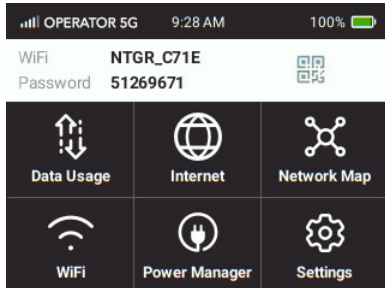 OPERATOR 5G 9:28 AM 100%
WiFi NTGR_C71E
Password 51269671
Data Usage Internet Network Map
WiFi Power Manager Settings